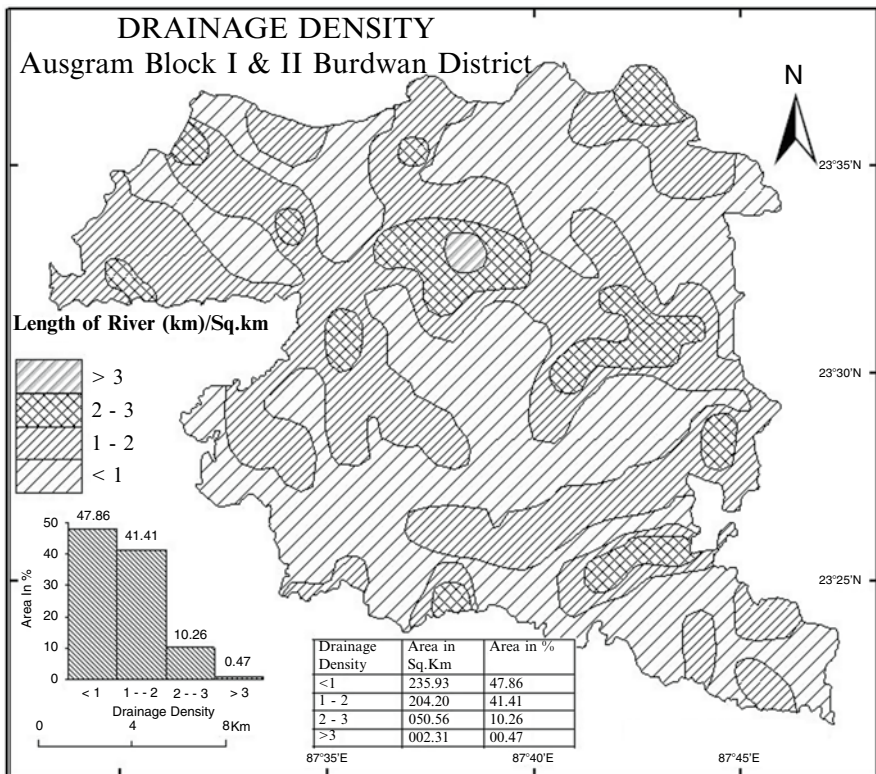 DRAINAGE DENSITY
Ausgram Block I & II Burdwan District
N
23°35'N
Length of River (km)/Sq.km
> 3
2 - 3
1 - 2
< 1
23°30'N
23°25'N
50
40
30
20
10
0
Area In %
47.86
41.41
10.26
0.47
< 1 1 - - 2 2 - - 3 > 3
Drainage Density
0 4 8Km
Drainage Density Area in Sq.Km Area in %
<1 235.93 47.86
1 - 2 204.20 41.41
2 - 3 050.56 10.26
>3 002.31 00.47
87°35'E 87°40'E 87°45'E